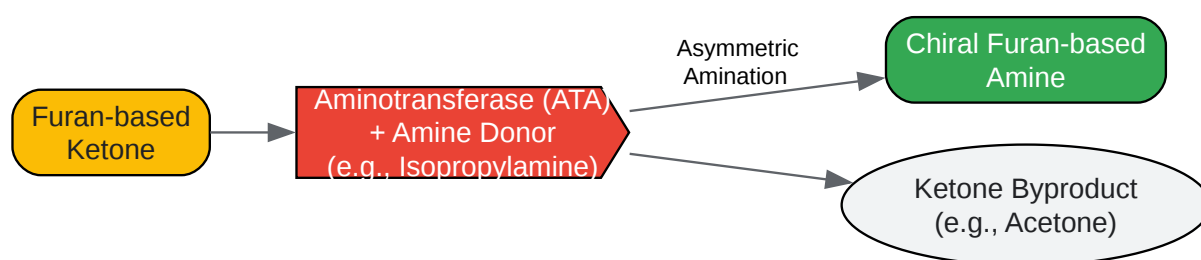 Furan-based
Ketone
Aminotransferase (ATA)
+ Amine Donor
(e.g., Isopropylamine)
Asymmetric
Amination
Chiral Furan-based
Amine
Ketone Byproduct
(e.g., Acetone)